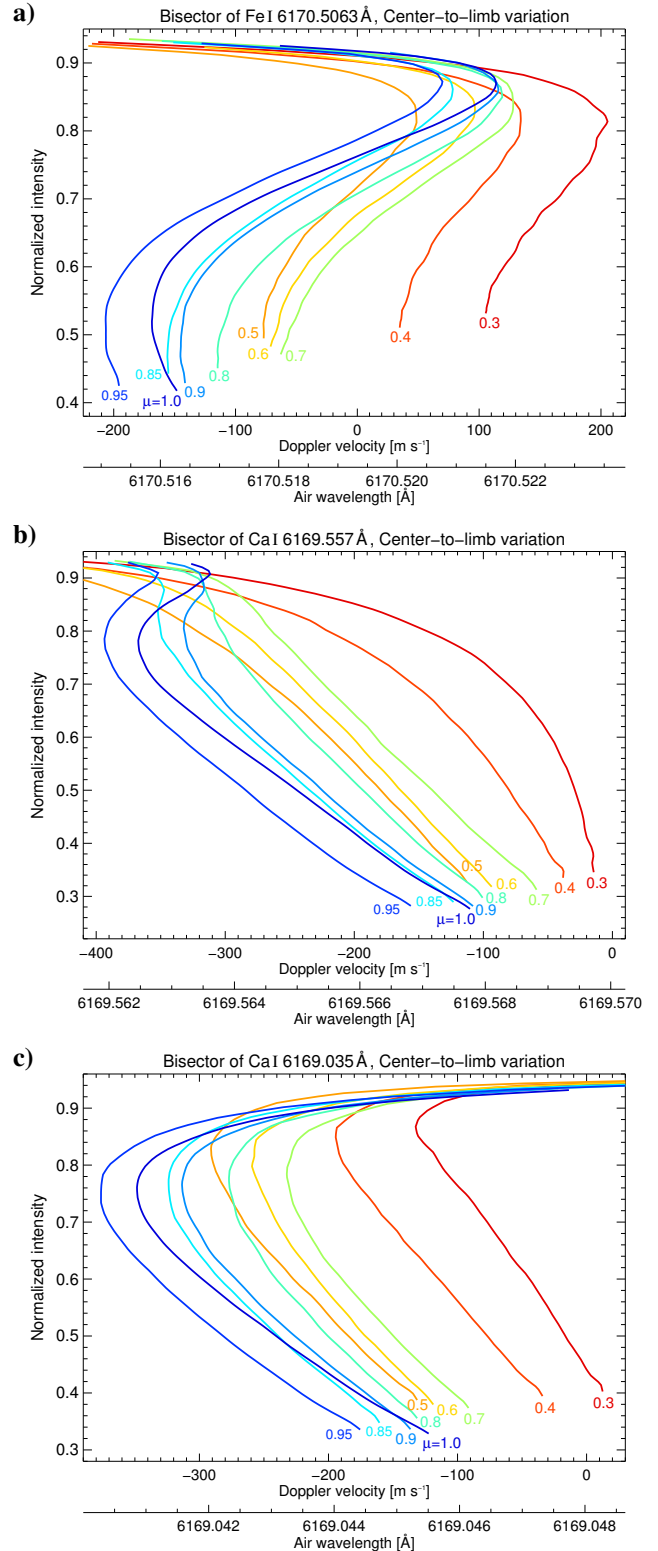 a)
Bisector of Fe I 6170.5063 Å, Center−to−limb variation
Normalized intensity
0.9
0.8
0.7
0.6
0.5
0.4
0.3
0.4
0.5
0.6
0.7
0.8
0.85
0.9
0.95
μ=1.0
−200 −100 0 100 200
Doppler velocity [m s⁻¹]
6170.516 6170.518 6170.520 6170.522
Air wavelength [Å]
b)
Bisector of Ca I 6169.557 Å, Center−to−limb variation
Normalized intensity
0.9
0.8
0.7
0.6
0.5
0.4
0.3
0.5
0.6
0.4
0.3
0.7
0.8
0.85
0.9
0.95
μ=1.0
−400 −300 −200 −100 0
Doppler velocity [m s⁻¹]
6169.562 6169.564 6169.566 6169.568 6169.570
Air wavelength [Å]
c)
Bisector of Ca I 6169.035 Å, Center−to−limb variation
Normalized intensity
0.9
0.8
0.7
0.6
0.5
0.4
0.3
0.5
0.6
0.4
0.3
0.7
0.8
0.85
0.9
0.95
μ=1.0
−300 −200 −100 0
Doppler velocity [m s⁻¹]
6169.042 6169.044 6169.046 6169.048
Air wavelength [Å]